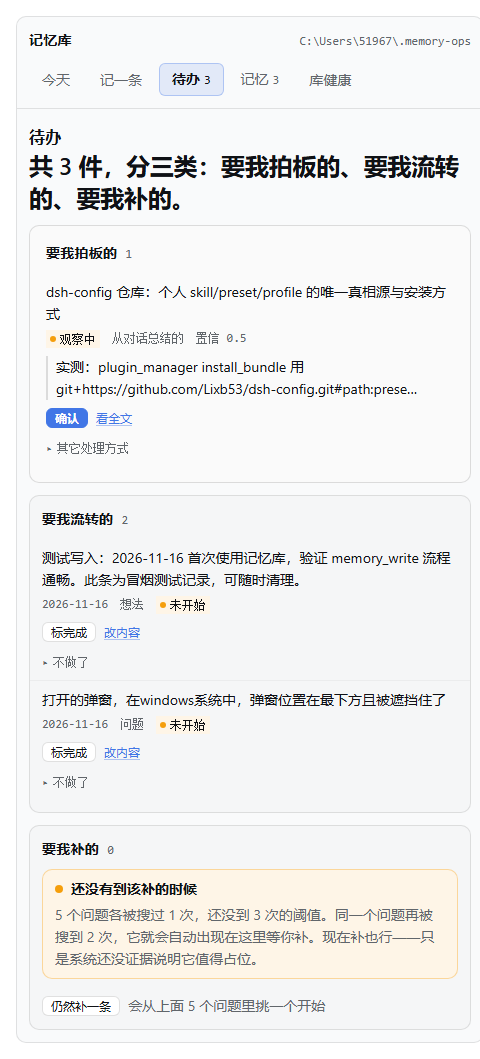 记忆库
C:\Users\51967\.memory-ops
今天 记一条 待办 3 记忆 3 库健康
待办
共 3 件，分三类：要我拍板的、要我流转
的、要我补的。
要我拍板的 1
dsh-config 仓库：个人 skill/preset/profile 的唯一真相源与安装方
式
观察中 从对话总结的 置信 0.5
实测：plugin_manager install_bundle 用
git+https://github.com/Lixb53/dsh-config.git#path:prese...
确认 看全文
▸ 其它处理方式
要我流转的 2
测试写入：2026-11-16 首次使用记忆库，验证 memory_write 流程
通畅。此条为冒烟测试记录，可随时清理。
2026-11-16 想法 未开始
标完成 改内容
▸ 不做了
打开的弹窗，在windows系统中，弹窗位置在最下方且被遮挡住了
2026-11-16 问题 未开始
标完成 改内容
▸ 不做了
要我补的 0
还没有到该补的时候
5 个问题各被搜过 1 次，还没到 3 次的阈值。同一个问题再被
搜到 2 次，它就会自动出现在这里等你补。现在补也行——只
是系统还没证据说明它值得占位。
仍然补一条 会从上面 5 个问题里挑一个开始